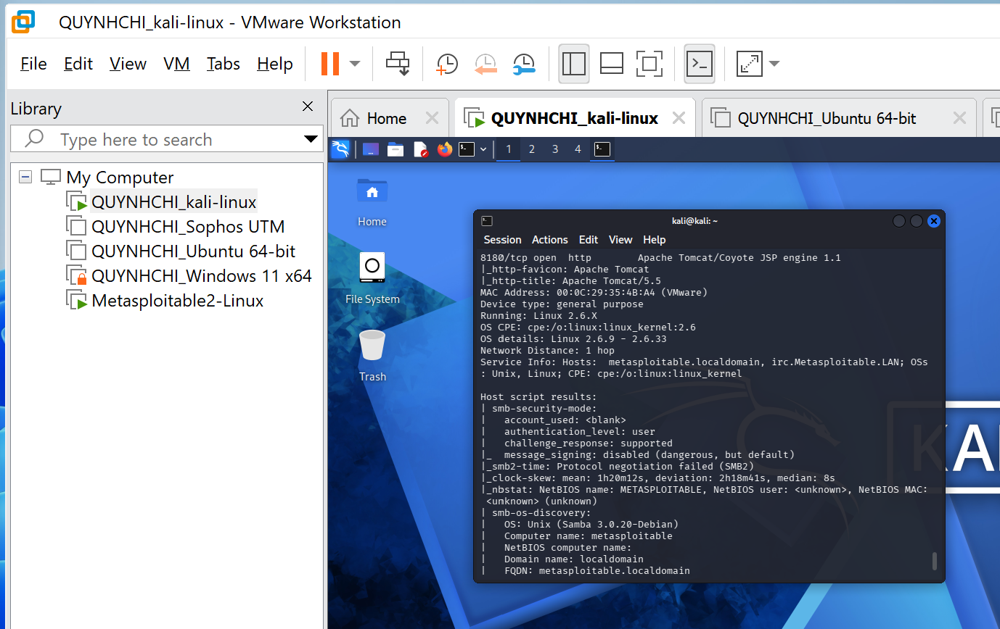 QUYNHCHI_kali-linux - VMware Workstation
File Edit View VM Tabs Help
Library
Type here to search
My Computer
QUYNHCHI_kali-linux
QUYNHCHI_Sophos UTM
QUYNHCHI_Ubuntu 64-bit
QUYNHCHI_Windows 11 x64
Metasploitable2-Linux
Home QUYNHCHI_kali-linux QUYNHCHI_Ubuntu 64-bit
1 2 3 4
Home
File System
Trash
kali@kali: ~
Session Actions Edit View Help
8180/tcp open  http       Apache Tomcat/Coyote JSP engine 1.1
|_http-favicon: Apache Tomcat
|_http-title: Apache Tomcat/5.5
MAC Address: 00:0C:29:35:4B:A4 (VMware)
Device type: general purpose
Running: Linux 2.6.X
OS CPE: cpe:/o:linux:linux_kernel:2.6
OS details: Linux 2.6.9 - 2.6.33
Network Distance: 1 hop
Service Info: Hosts:  metasploitable.localdomain, irc.Metasploitable.LAN; OSs
: Unix, Linux; CPE: cpe:/o:linux:linux_kernel
Host script results:
| smb-security-mode:
|   account_used: <blank>
|   authentication_level: user
|   challenge_response: supported
|_  message_signing: disabled (dangerous, but default)
|_smb2-time: Protocol negotiation failed (SMB2)
|_clock-skew: mean: 1h20m12s, deviation: 2h18m41s, median: 8s
|_nbstat: NetBIOS name: METASPLOITABLE, NetBIOS user: <unknown>, NetBIOS MAC:
 <unknown> (unknown)
| smb-os-discovery:
|   OS: Unix (Samba 3.0.20-Debian)
|   Computer name: metasploitable
|   NetBIOS computer name:
|   Domain name: localdomain
|   FQDN: metasploitable.localdomain
KA